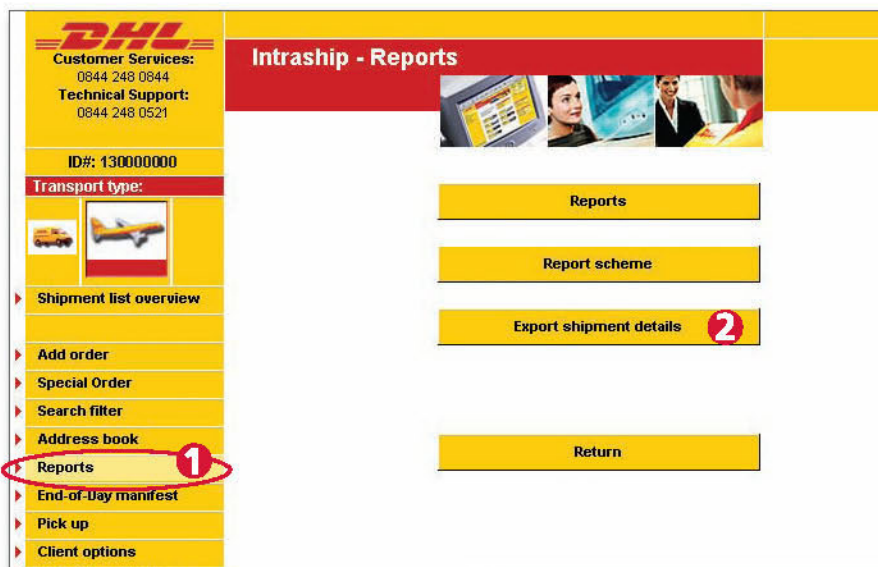 DHL
Customer Services:
0844 248 0844
Technical Support:
0844 248 0521
ID#: 130000000
Transport type:
Shipment list overview
Add order
Special Order
Search filter
Address book
Reports
1
End-of-Day manifest
Pick up
Client options
Intraship - Reports
Reports
Report scheme
Export shipment details
2
Return